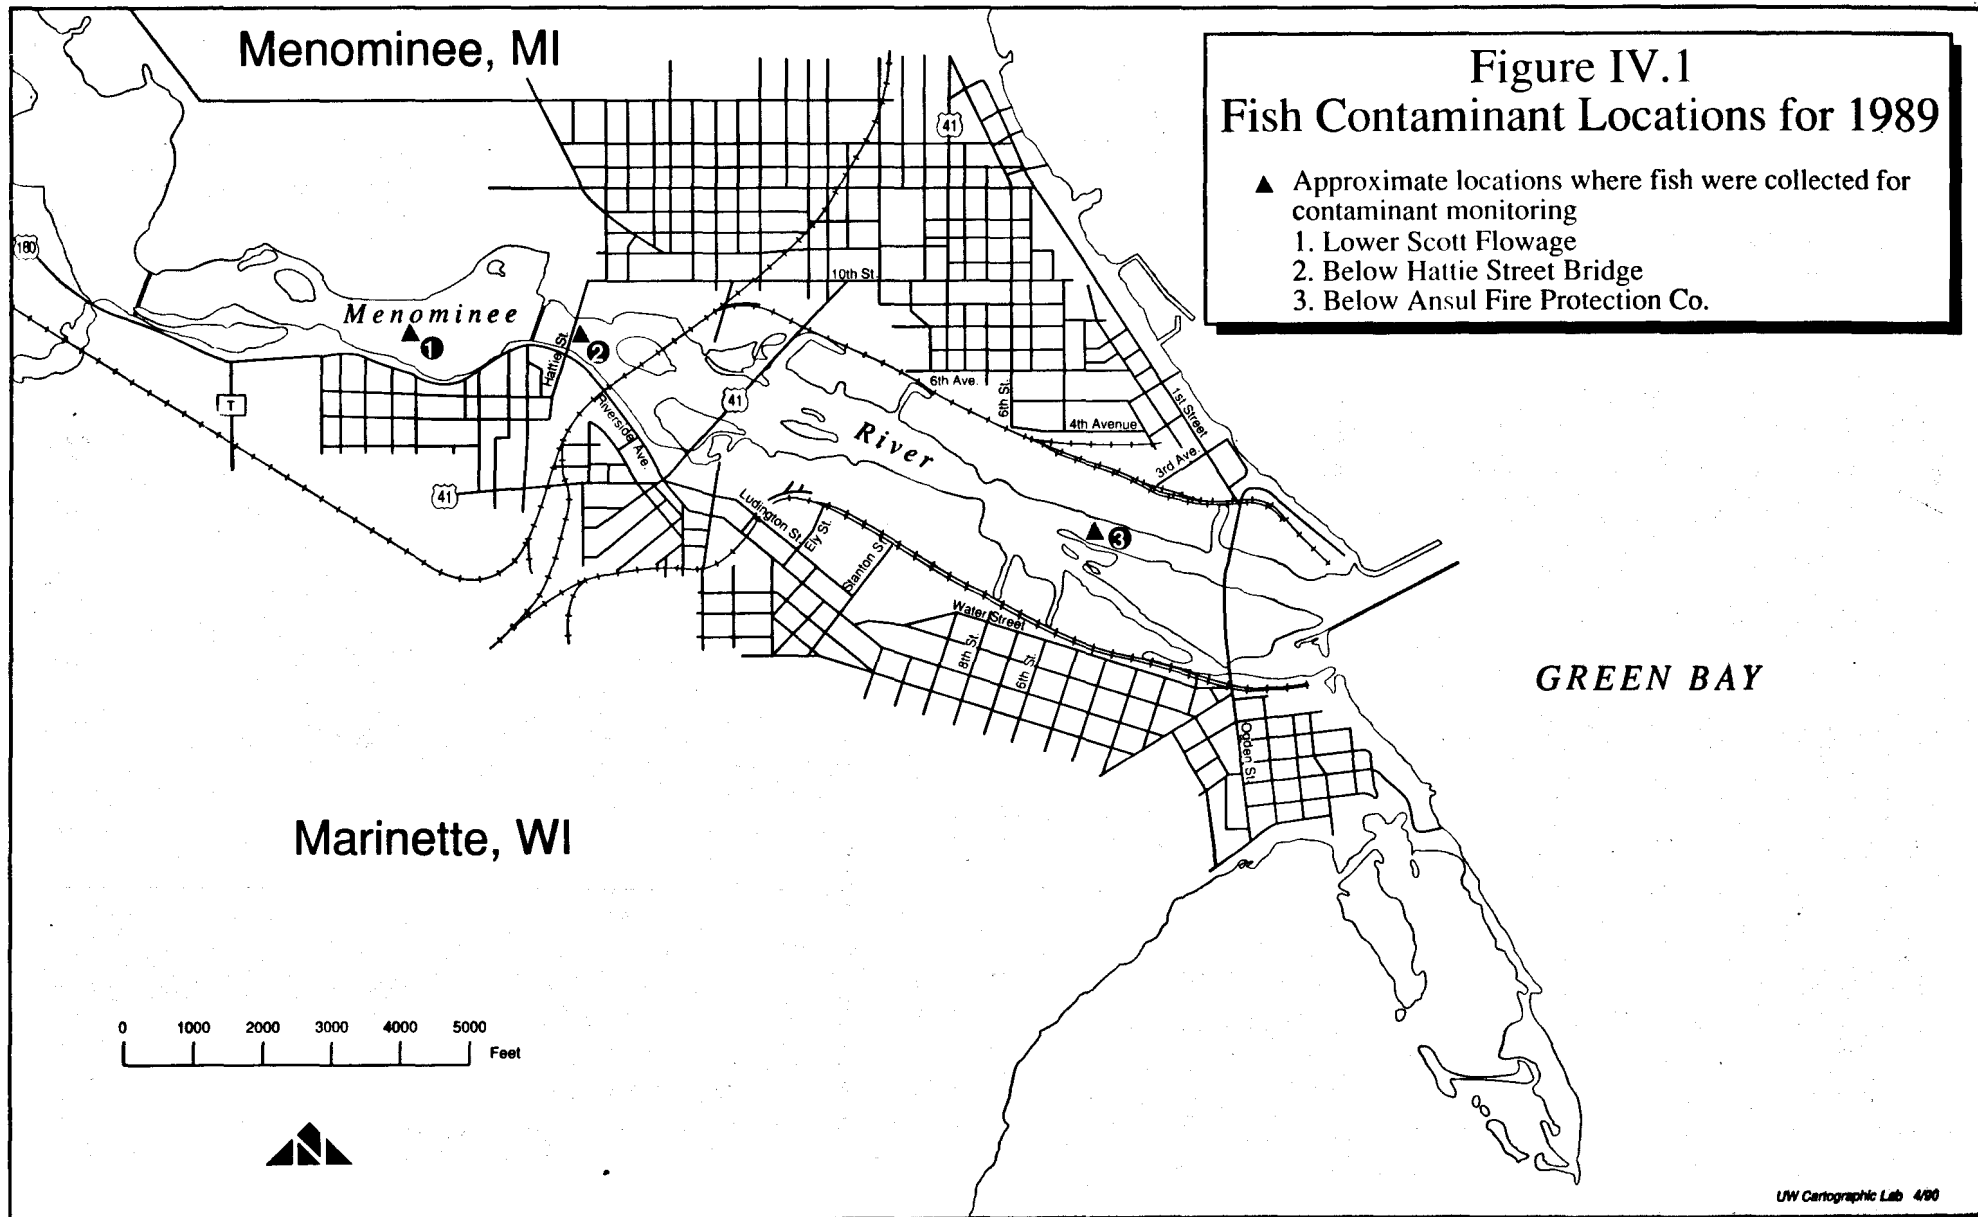 Menominee, MI
Figure IV.1
Fish Contaminant Locations for 1989
▲ Approximate locations where fish were collected for
contaminant monitoring
1. Lower Scott Flowage
2. Below Hattie Street Bridge
3. Below Ansul Fire Protection Co.
41
180
10th St.
Menominee
1
Hattie St.
2
T
41
6th Ave.
6th St.
1st Street
4th Avenue
Riverside Ave.
River
3rd Ave.
41
Ludington St.
Ely St.
Stanton St.
3
Water Street
8th St.
6th St.
GREEN BAY
Ogden St.
Marinette, WI
0 1000 2000 3000 4000 5000
Feet
UW Cartographic Lab 4/90